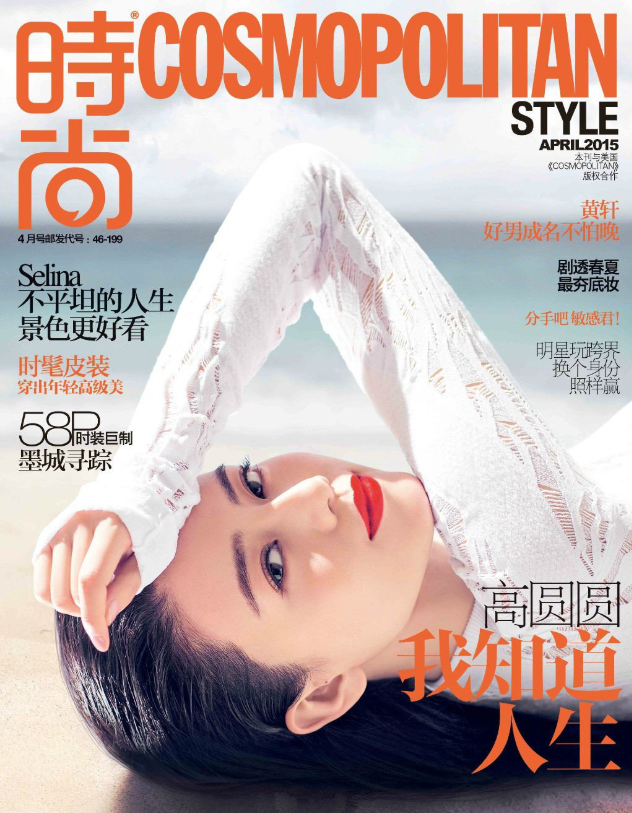 時尚
®COSMOPOLITAN
STYLE
APRIL2015
本刊与美国
《COSMOPOLITAN》
版权合作
4月号邮发代号：46-199
黄轩
好男成名不怕晚
Selina
不平坦的人生
景色更好看
剧透春夏
最夯底妆
分手吧 敏感君!
时髦皮装
穿出年轻高级美
明星玩跨界
换个身份
照样赢
58P时装巨制
墨城寻踪
高圆圆
我知道
人生